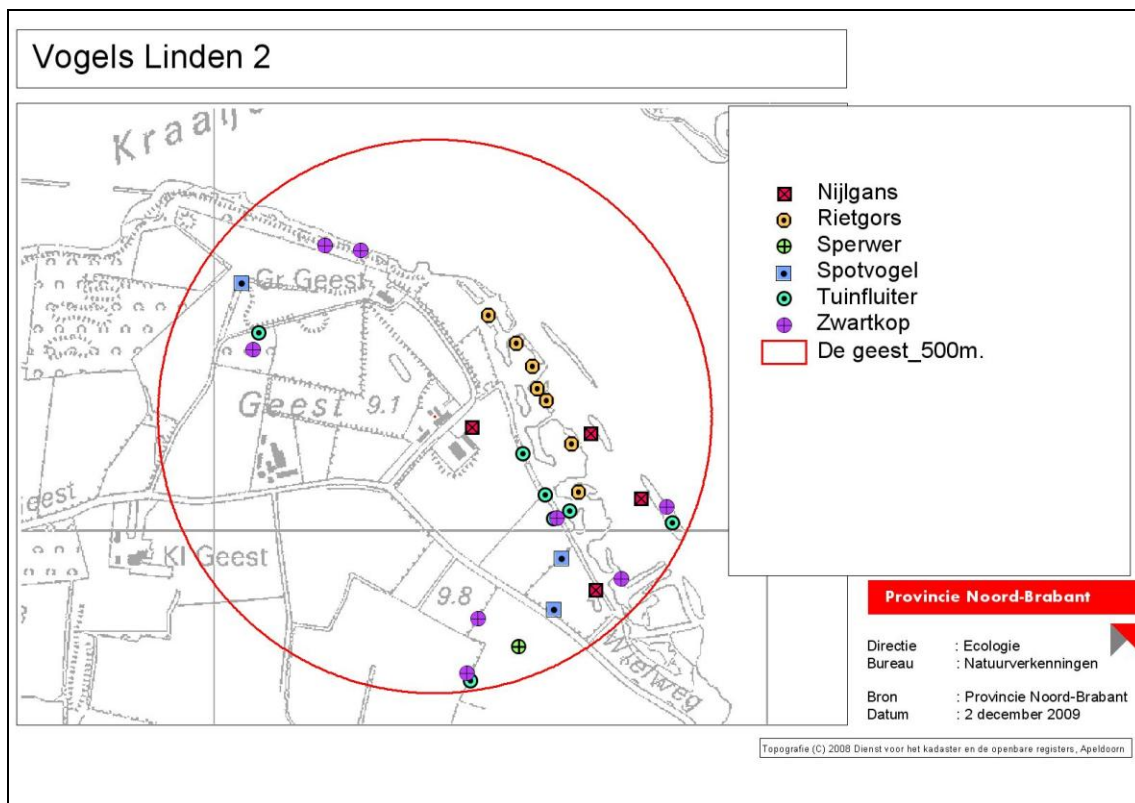 Vogels Linden 2
Kraaij
Gr Geest
Geest 9.1
eest
Kl Geest
9.8
Wielweg
Nijlgans
Rietgors
Sperwer
Spotvogel
Tuinfluiter
Zwartkop
De geest_500m.
Provincie Noord-Brabant
Directie : Ecologie
Bureau : Natuurverkenningen
Bron : Provincie Noord-Brabant
Datum : 2 december 2009
Topografie (C) 2008 Dienst voor het kadaster en de openbare registers, Apeldoorn